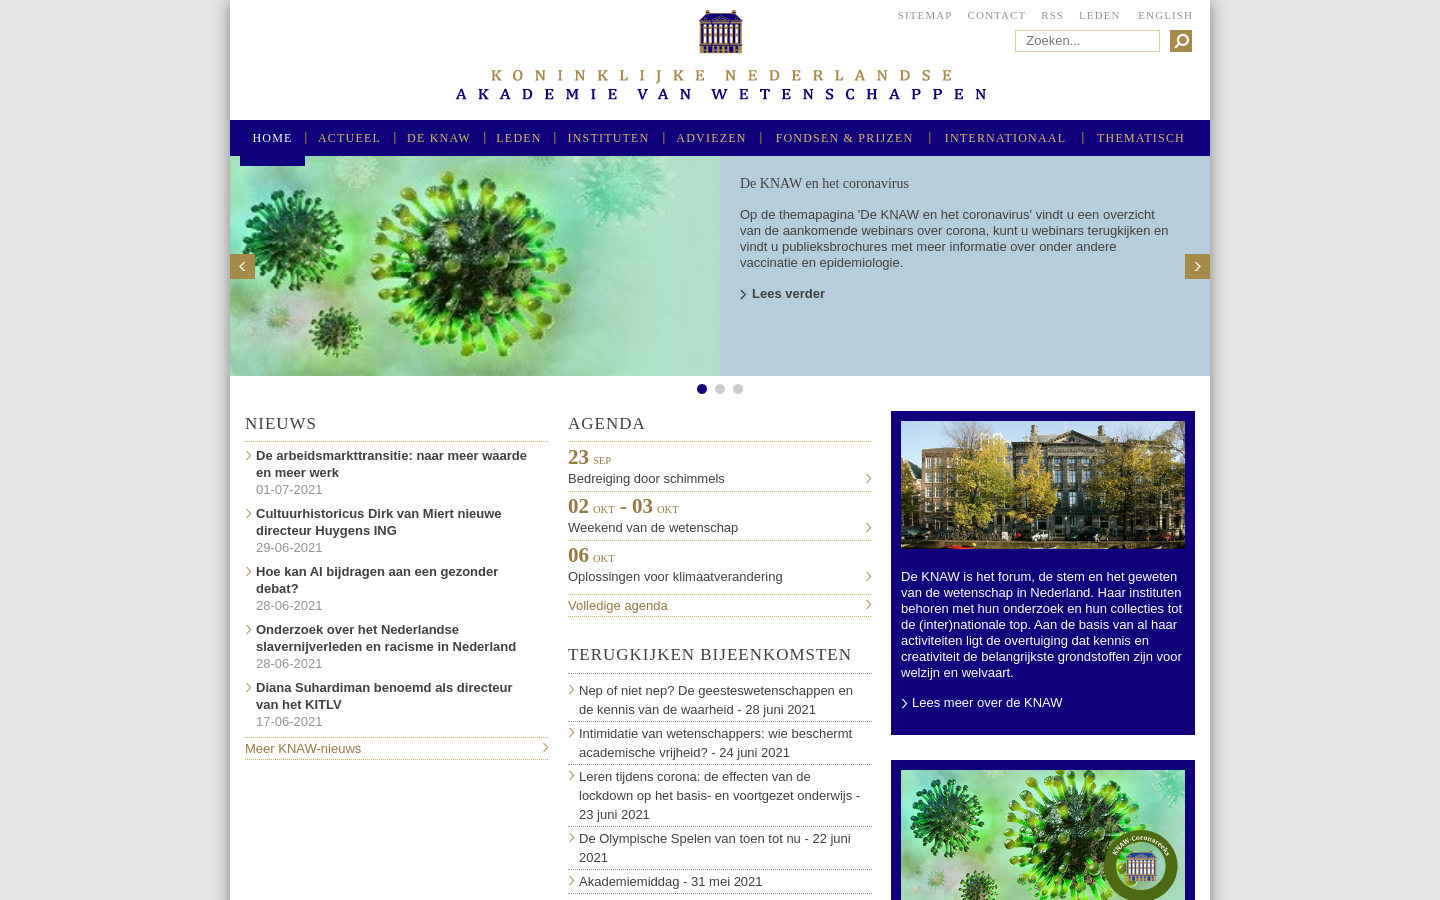 SITEMAP CONTACT RSS LEDEN ENGLISH
Zoeken...
KONINKLIJKE NEDERLANDSE
AKADEMIE VAN WETENSCHAPPEN
HOME | ACTUEEL | DE KNAW | LEDEN | INSTITUTEN | ADVIEZEN | FONDSEN & PRIJZEN | INTERNATIONAAL | THEMATISCH
De KNAW en het coronavirus
Op de themapagina 'De KNAW en het coronavirus' vindt u een overzicht
van de aankomende webinars over corona, kunt u webinars terugkijken en
vindt u publieksbrochures met meer informatie over onder andere
vaccinatie en epidemiologie.
Lees verder
NIEUWS
De arbeidsmarkttransitie: naar meer waarde
en meer werk
01-07-2021
Cultuurhistoricus Dirk van Miert nieuwe
directeur Huygens ING
29-06-2021
Hoe kan AI bijdragen aan een gezonder
debat?
28-06-2021
Onderzoek over het Nederlandse
slavernijverleden en racisme in Nederland
28-06-2021
Diana Suhardiman benoemd als directeur
van het KITLV
17-06-2021
Meer KNAW-nieuws
AGENDA
23 SEP
Bedreiging door schimmels
02 OKT - 03 OKT
Weekend van de wetenschap
06 OKT
Oplossingen voor klimaatverandering
Volledige agenda
TERUGKIJKEN BIJEENKOMSTEN
Nep of niet nep? De geesteswetenschappen en
de kennis van de waarheid - 28 juni 2021
Intimidatie van wetenschappers: wie beschermt
academische vrijheid? - 24 juni 2021
Leren tijdens corona: de effecten van de
lockdown op het basis- en voortgezet onderwijs -
23 juni 2021
De Olympische Spelen van toen tot nu - 22 juni
2021
Akademiemiddag - 31 mei 2021
De KNAW is het forum, de stem en het geweten
van de wetenschap in Nederland. Haar instituten
behoren met hun onderzoek en hun collecties tot
de (inter)nationale top. Aan de basis van al haar
activiteiten ligt de overtuiging dat kennis en
creativiteit de belangrijkste grondstoffen zijn voor
welzijn en welvaart.
Lees meer over de KNAW
KNAW-Coronareeks